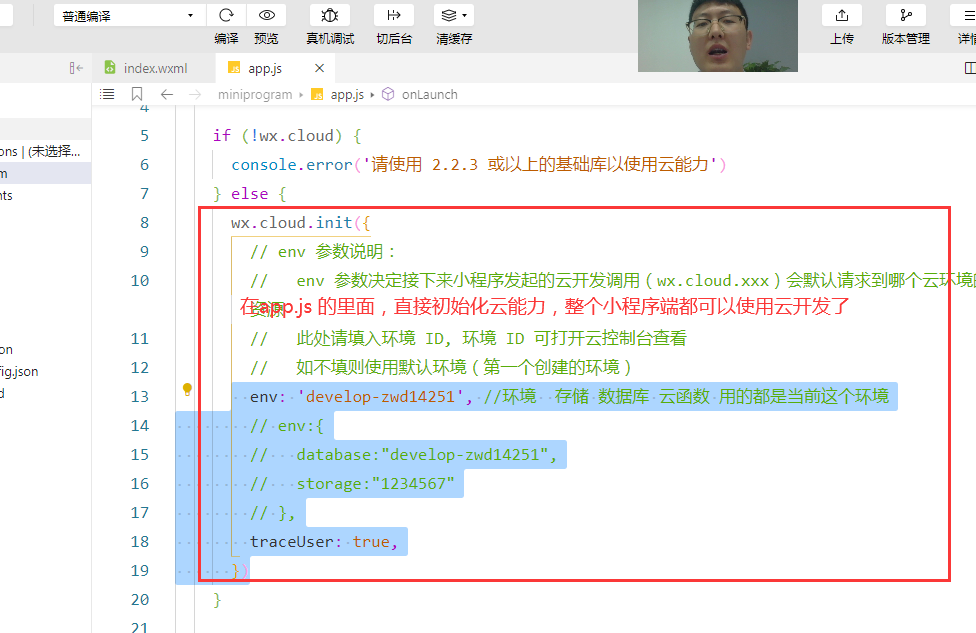 普通编译
编译 预览 真机调试 切后台 清缓存 上传 版本管理 详情
index.wxml app.js
miniprogram app.js onLaunch
4
5 if (!wx.cloud) {
6 console.error('请使用 2.2.3 或以上的基础库以使用云能力')
7 } else {
8 wx.cloud.init({
9 // env 参数说明：
10 // env 参数决定接下来小程序发起的云开发调用（wx.cloud.xxx）会默认请求到哪个云环境的
资源
在app.js 的里面，直接初始化云能力，整个小程序端都可以使用云开发了
11 // 此处请填入环境 ID, 环境 ID 可打开云控制台查看
12 // 如不填则使用默认环境（第一个创建的环境）
13 env: 'develop-zwd14251', //环境 存储 数据库 云函数 用的都是当前这个环境
14 // env:{
15 // database:"develop-zwd14251",
16 // storage:"1234567"
17 // },
18 traceUser: true,
19 })
20 }
21
ons | (未选择...
m
nts
on
fig.json
d